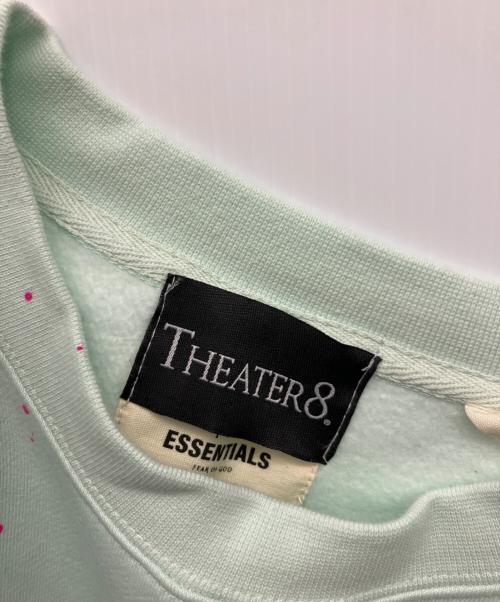 THEATER8.
ESSENTIALS
FEAR OF GOD